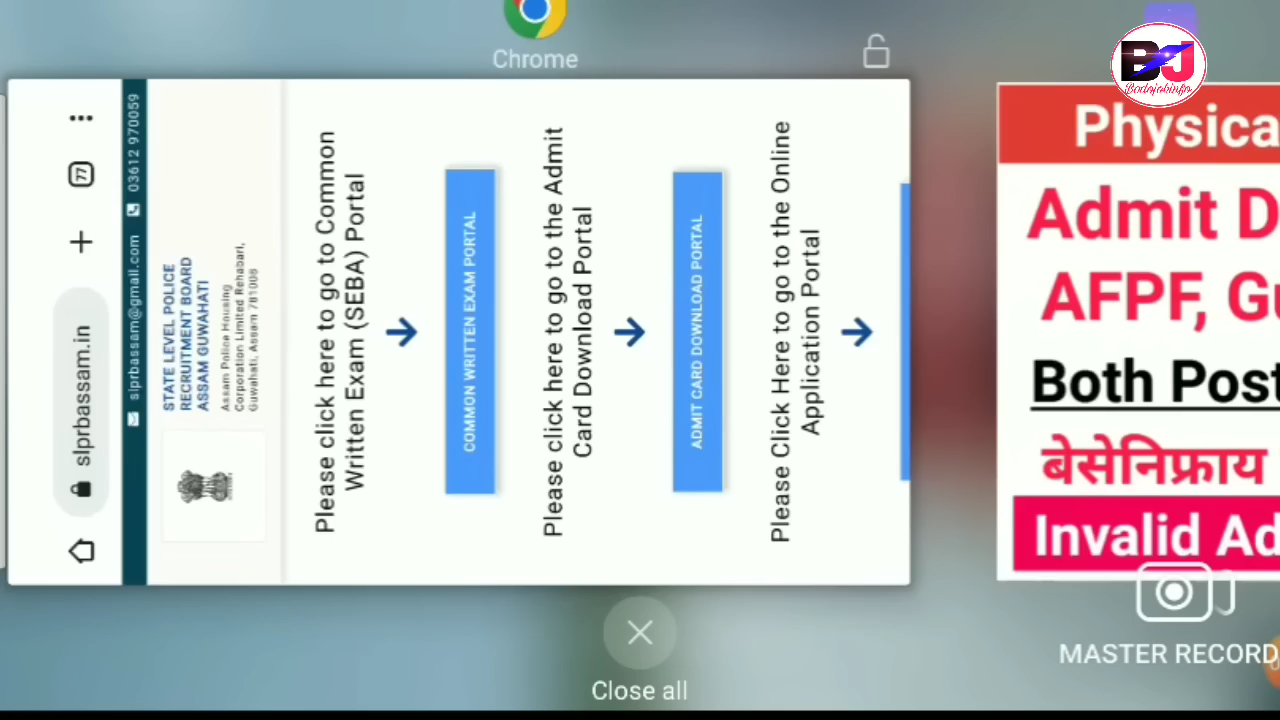 Chrome
BJ
Bodojobinfo
slprbassam.in
77
slprbassam@gmail.com
03612 970059
STATE LEVEL POLICE
RECRUITMENT BOARD
ASSAM GUWAHATI
Assam Police Housing
Corporation Limited Rehabari,
Guwahati, Assam 781008
Please click here to go to Common
Written Exam (SEBA) Portal
COMMON WRITTEN EXAM PORTAL
Please click here to go to the Admit
Card Download Portal
ADMIT CARD DOWNLOAD PORTAL
Please Click Here to go to the Online
Application Portal
Physica
Admit D
AFPF, Gu
Both Post
बेसेनिफ्राय
Invalid Ad
MASTER RECORD
Close all